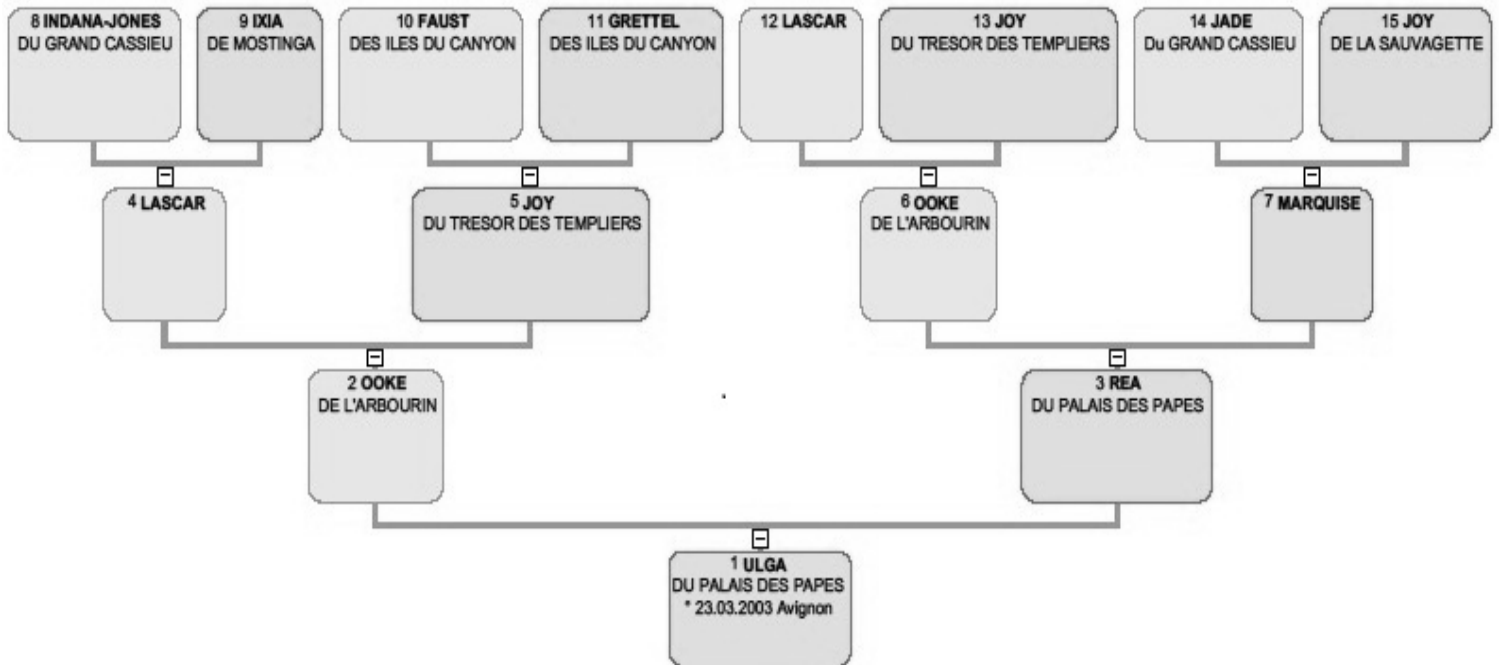 8 INDANA-JONES
DU GRAND CASSIEU
9 IXIA
DE MOSTINGA
10 FAUST
DES ILES DU CANYON
11 GRETTEL
DES ILES DU CANYON
12 LASCAR
13 JOY
DU TRESOR DES TEMPLIERS
14 JADE
Du GRAND CASSIEU
15 JOY
DE LA SAUVAGETTE
4 LASCAR
5 JOY
DU TRESOR DES TEMPLIERS
6 OOKE
DE L'ARBOURIN
7 MARQUISE
2 OOKE
DE L'ARBOURIN
3 REA
DU PALAIS DES PAPES
1 ULGA
DU PALAIS DES PAPES
* 23.03.2003 Avignon